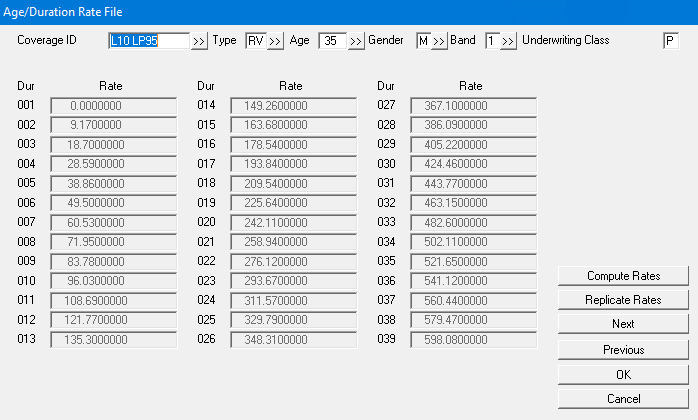 Age/Duration Rate File
Coverage ID L10 LP95 >> Type RV >> Age 35 >> Gender M >> Band 1 >> Underwriting Class P
Dur Rate Dur Rate Dur Rate
001 0.0000000 014 149.2600000 027 367.1000000
002 9.1700000 015 163.6800000 028 386.0900000
003 18.7000000 016 178.5400000 029 405.2200000
004 28.5900000 017 193.8400000 030 424.4600000
005 38.8600000 018 209.5400000 031 443.7700000
006 49.5000000 019 225.6400000 032 463.1500000
007 60.5300000 020 242.1100000 033 482.6000000
008 71.9500000 021 258.9400000 034 502.1100000
009 83.7800000 022 276.1200000 035 521.6500000
010 96.0300000 023 293.6700000 036 541.1200000
011 108.6900000 024 311.5700000 037 560.4400000
012 121.7700000 025 329.7900000 038 579.4700000
013 135.3000000 026 348.3100000 039 598.0800000
Compute Rates
Replicate Rates
Next
Previous
OK
Cancel